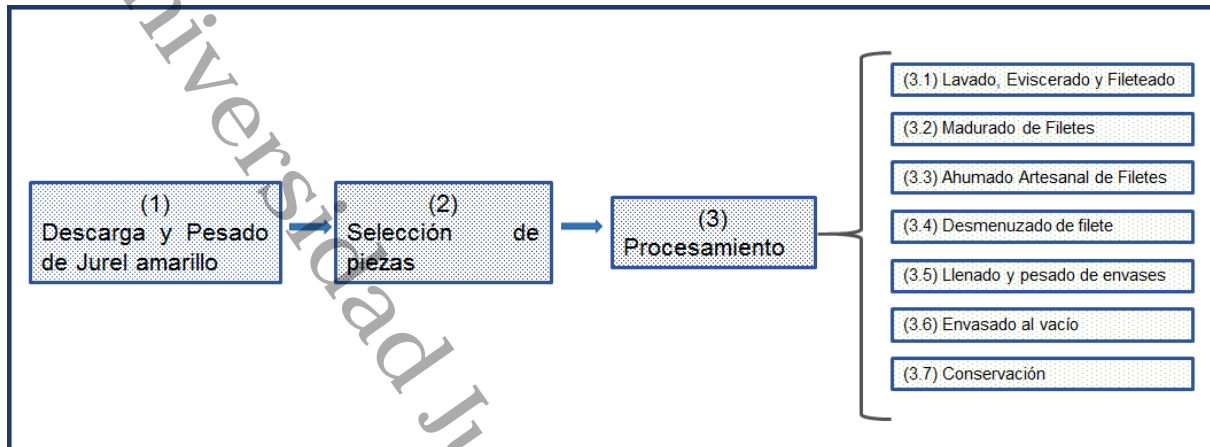 (1)
Descarga y Pesado
de Jurel amarillo
(2)
Selección de
piezas
(3)
Procesamiento
(3.1) Lavado, Eviscerado y Fileteado
(3.2) Madurado de Filetes
(3.3) Ahumado Artesanal de Filetes
(3.4) Desmenuzado de filete
(3.5) Llenado y pesado de envases
(3.6) Envasado al vacío
(3.7) Conservación